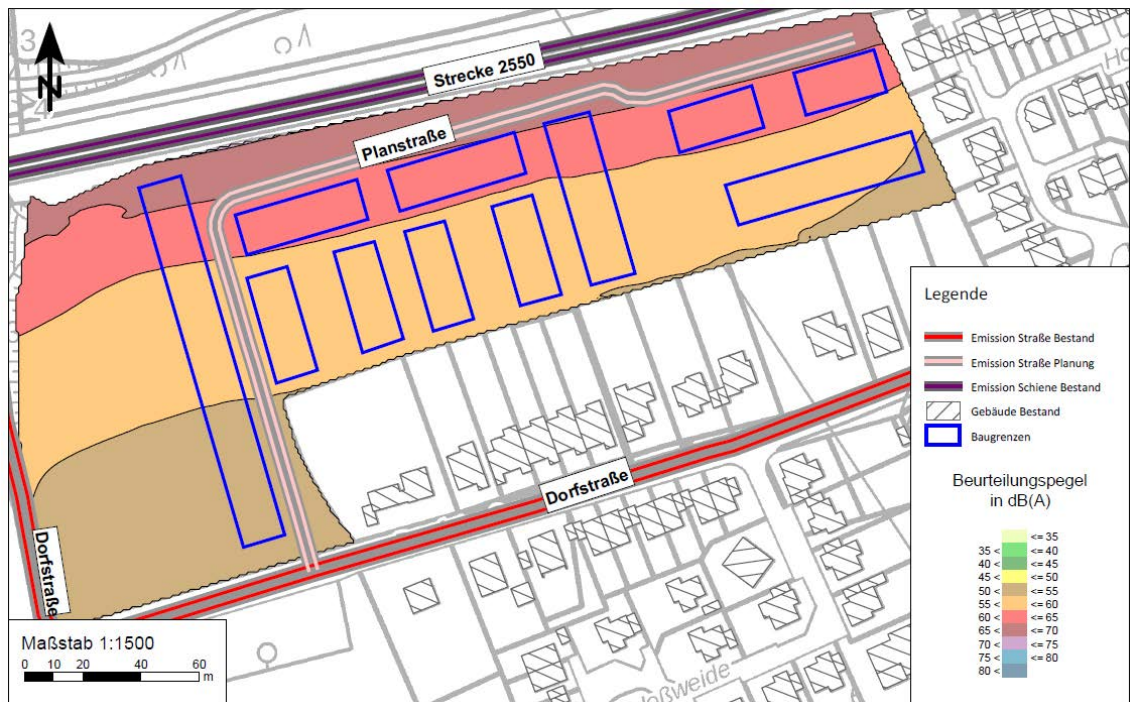 3
4
N
Strecke 2550
Planstraße
Dorfstraße
Dorfstraße
Legende
Emission Straße Bestand
Emission Straße Planung
Emission Schiene Bestand
Gebäude Bestand
Baugrenzen
Beurteilungspegel
in dB(A)
<= 35
35 < <= 40
40 < <= 45
45 < <= 50
50 < <= 55
55 < <= 60
60 < <= 65
65 < <= 70
70 < <= 75
75 < <= 80
80 <
Maßstab 1:1500
0 10 20 40 60
m